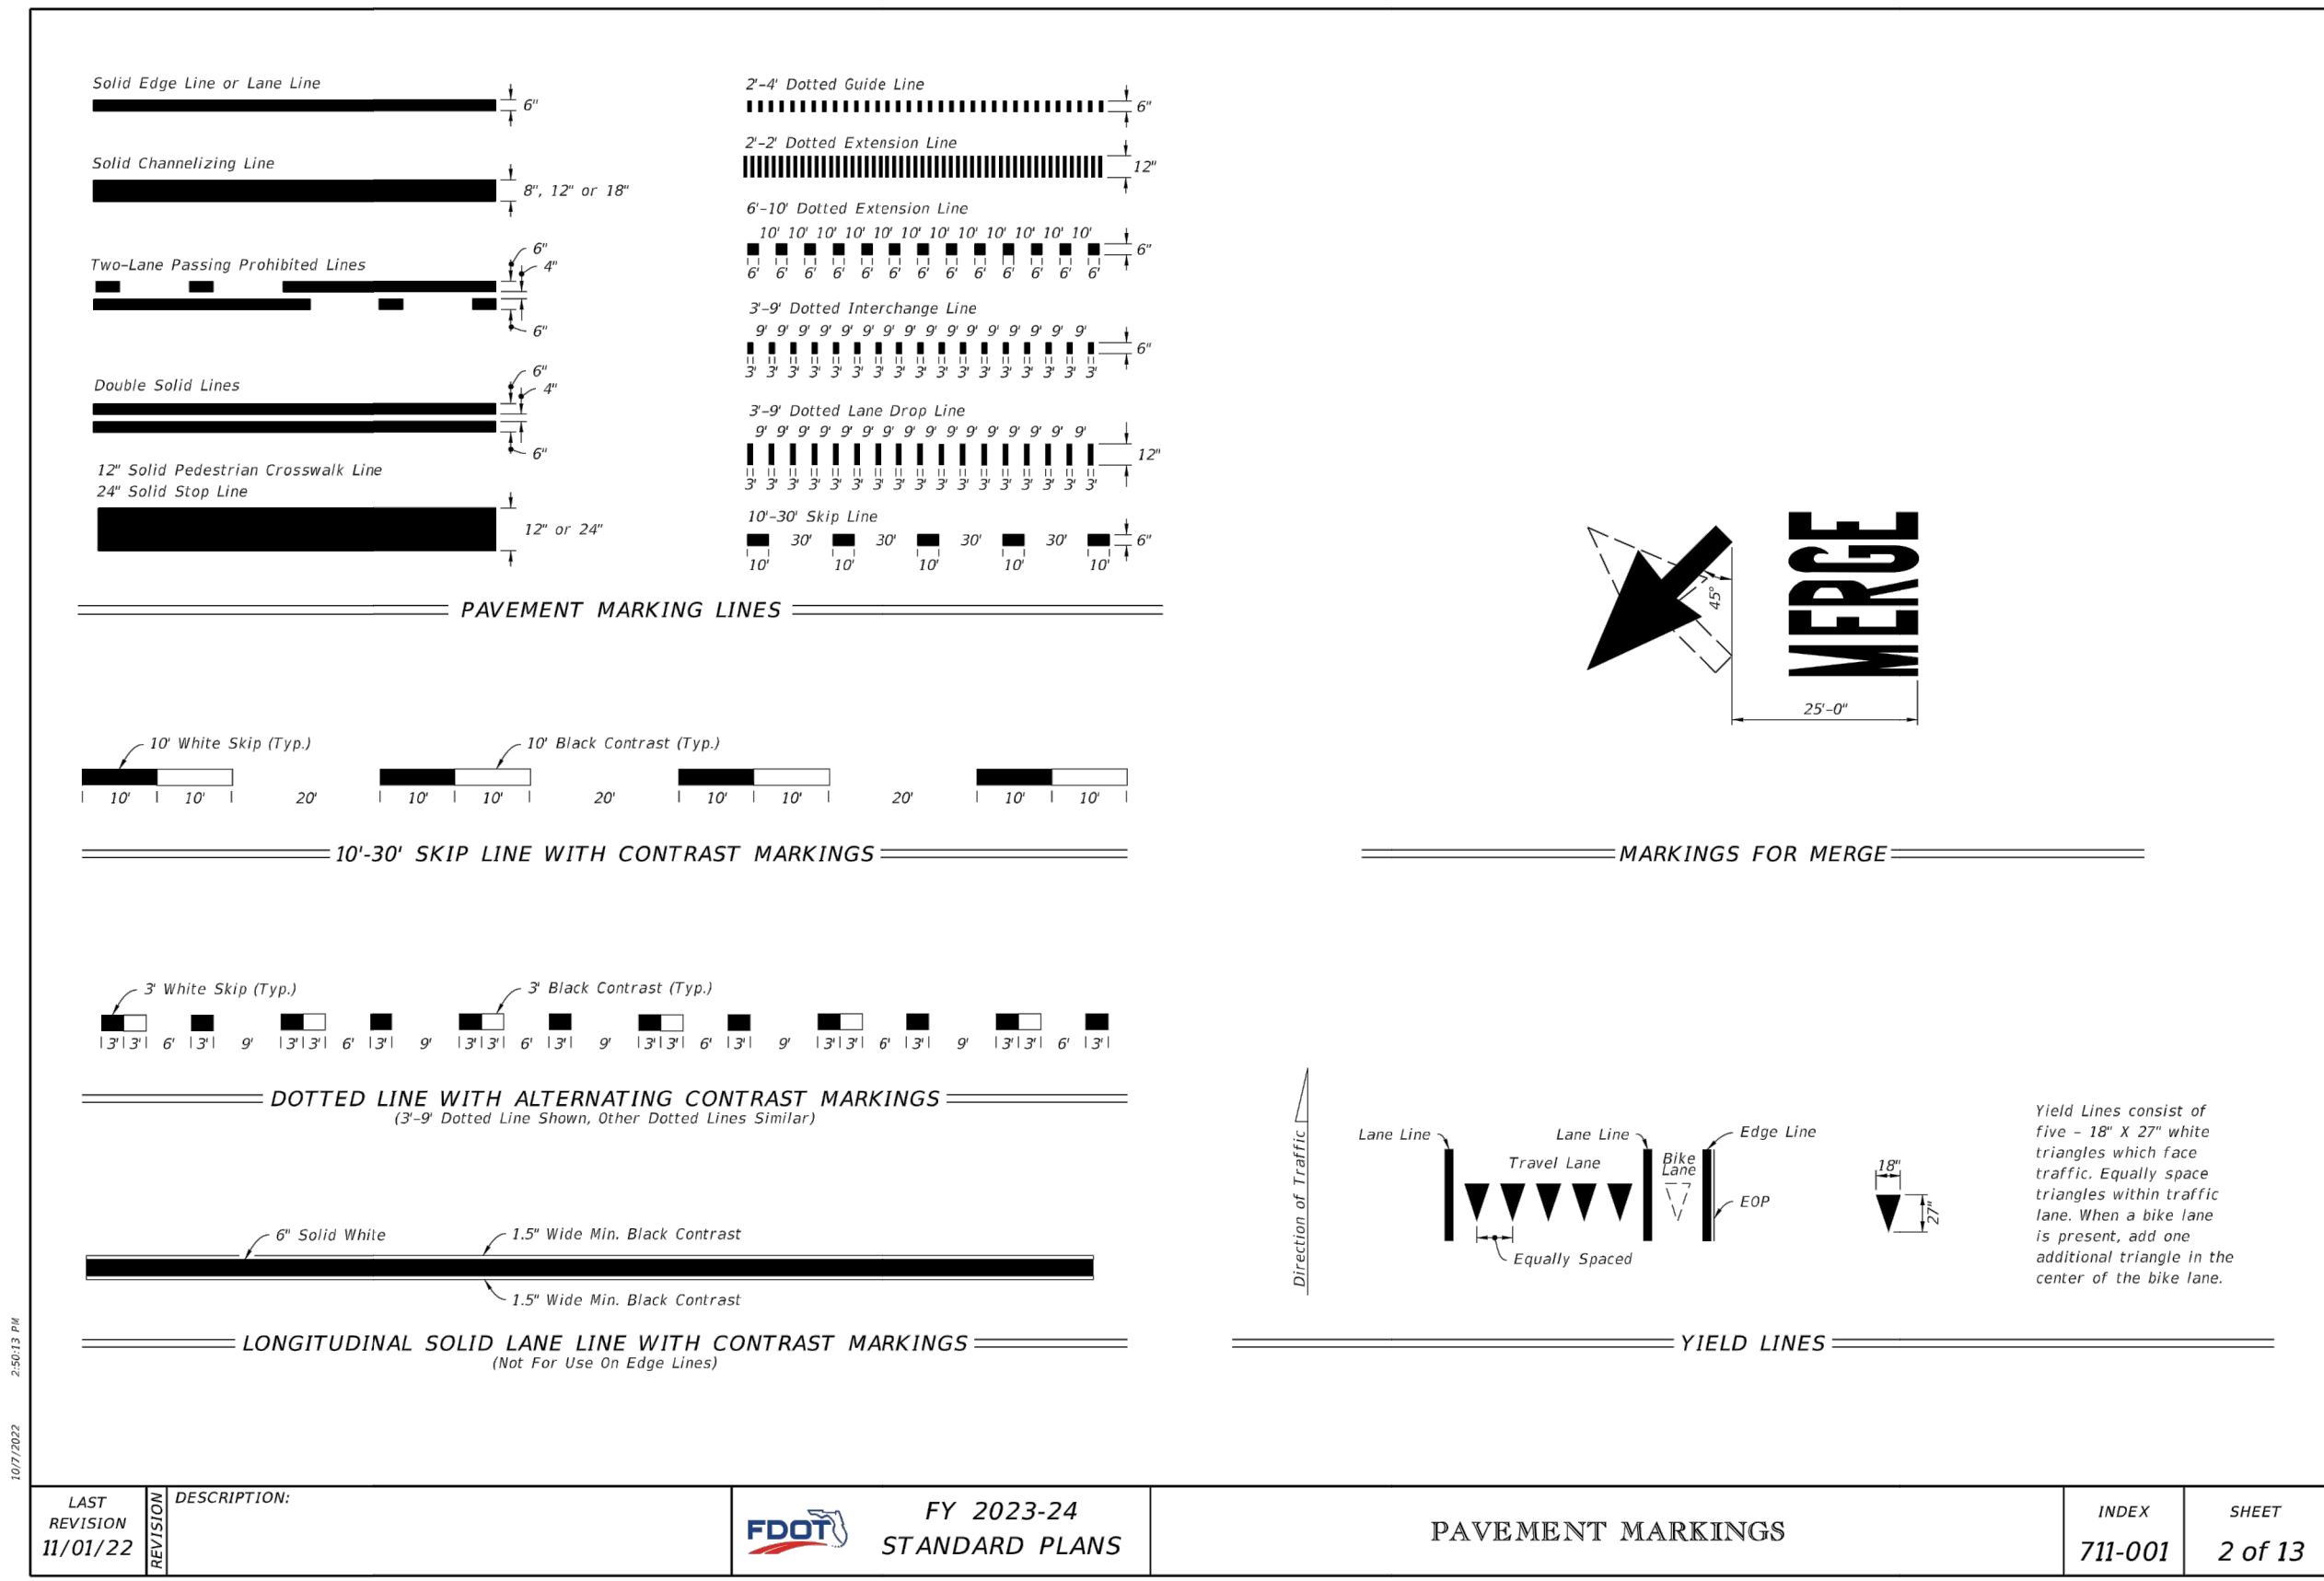 Solid Edge Line or Lane Line
6"
Solid Channelizing Line
8", 12" or 18"
Two-Lane Passing Prohibited Lines
6"
4"
6"
Double Solid Lines
6"
4"
6"
12" Solid Pedestrian Crosswalk Line
24" Solid Stop Line
12" or 24"
2'-4' Dotted Guide Line
6"
2'-2' Dotted Extension Line
12"
6'-10' Dotted Extension Line
10' 10' 10' 10' 10' 10' 10' 10' 10' 10' 10' 10'
6"
6' 6' 6' 6' 6' 6' 6' 6' 6' 6' 6' 6' 6'
3'-9' Dotted Interchange Line
9' 9' 9' 9' 9' 9' 9' 9' 9' 9' 9' 9' 9' 9' 9' 9'
6"
3' 3' 3' 3' 3' 3' 3' 3' 3' 3' 3' 3' 3' 3' 3' 3' 3'
3'-9' Dotted Lane Drop Line
9' 9' 9' 9' 9' 9' 9' 9' 9' 9' 9' 9' 9' 9' 9' 9'
12"
3' 3' 3' 3' 3' 3' 3' 3' 3' 3' 3' 3' 3' 3' 3' 3' 3'
10'-30' Skip Line
30' 30' 30' 30'
6"
10' 10' 10' 10' 10'
PAVEMENT MARKING LINES
10' White Skip (Typ.)
10' Black Contrast (Typ.)
10' 10' 20' 10' 10' 20' 10' 10' 20' 10' 10'
10'-30' SKIP LINE WITH CONTRAST MARKINGS
3' White Skip (Typ.)
3' Black Contrast (Typ.)
3' 3' 6' 3' 9' 3' 3' 6' 3' 9' 3' 3' 6' 3' 9' 3' 3' 6' 3' 9' 3' 3' 6' 3' 9' 3' 3' 6' 3'
DOTTED LINE WITH ALTERNATING CONTRAST MARKINGS
(3'-9' Dotted Line Shown, Other Dotted Lines Similar)
6" Solid White
1.5" Wide Min. Black Contrast
1.5" Wide Min. Black Contrast
LONGITUDINAL SOLID LANE LINE WITH CONTRAST MARKINGS
(Not For Use On Edge Lines)
45°
MERGE
25'-0"
MARKINGS FOR MERGE
Direction of Traffic
Lane Line
Lane Line
Edge Line
Travel Lane
Bike
Lane
EOP
Equally Spaced
18"
27"
Yield Lines consist of
five - 18" X 27" white
triangles which face
traffic. Equally space
triangles within traffic
lane. When a bike lane
is present, add one
additional triangle in the
center of the bike lane.
YIELD LINES
10/7/2022
2:50:13 PM
LAST
REVISION
11/01/22
REVISION
DESCRIPTION:
FDOT
FY 2023-24
STANDARD PLANS
PAVEMENT MARKINGS
INDEX
711-001
SHEET
2 of 13